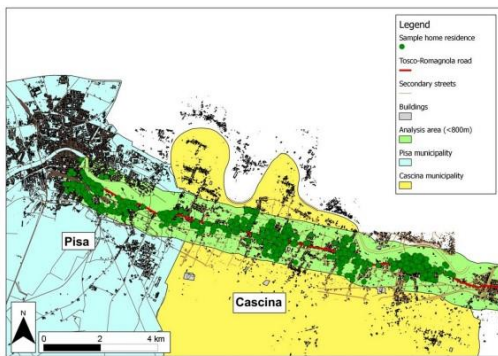 Legend
Sample home residence
Tosco-Romagnola road
Secondary streets
Buildings
Analysis area (<800m)
Pisa municipality
Cascina municipality
Pisa
Cascina
N
0 2 4 km